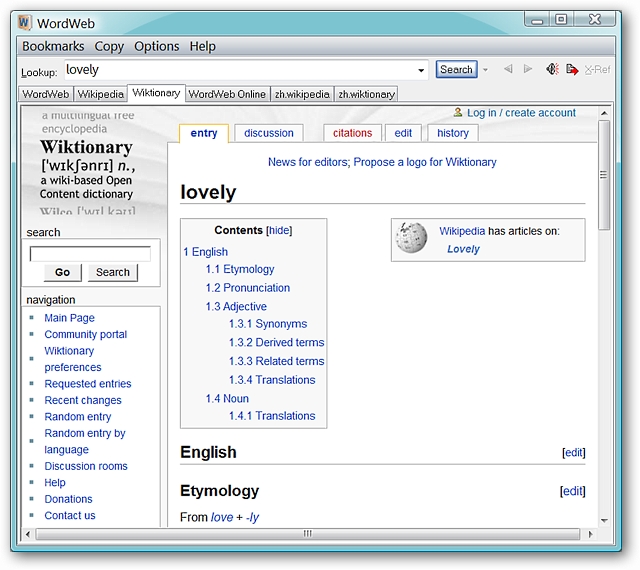 WordWeb
Bookmarks Copy Options Help
Lookup: lovely Search X-Ref
WordWeb Wikipedia Wiktionary WordWeb Online zh.wikipedia zh.wiktionary
a multilingual free
encyclopedia
Wiktionary
['wɪkʃənrɪ] n.,
a wiki-based Open
Content dictionary
Wilco ['wɪl kəʊ]
Log in / create account
entry discussion citations edit history
News for editors; Propose a logo for Wiktionary
lovely
Contents [hide]
1 English
1.1 Etymology
1.2 Pronunciation
1.3 Adjective
1.3.1 Synonyms
1.3.2 Derived terms
1.3.3 Related terms
1.3.4 Translations
1.4 Noun
1.4.1 Translations
Wikipedia has articles on:
Lovely
search
Go Search
navigation
Main Page
Community portal
Wiktionary
preferences
Requested entries
Recent changes
Random entry
Random entry by
language
Discussion rooms
Help
Donations
Contact us
English [edit]
Etymology [edit]
From love + -ly